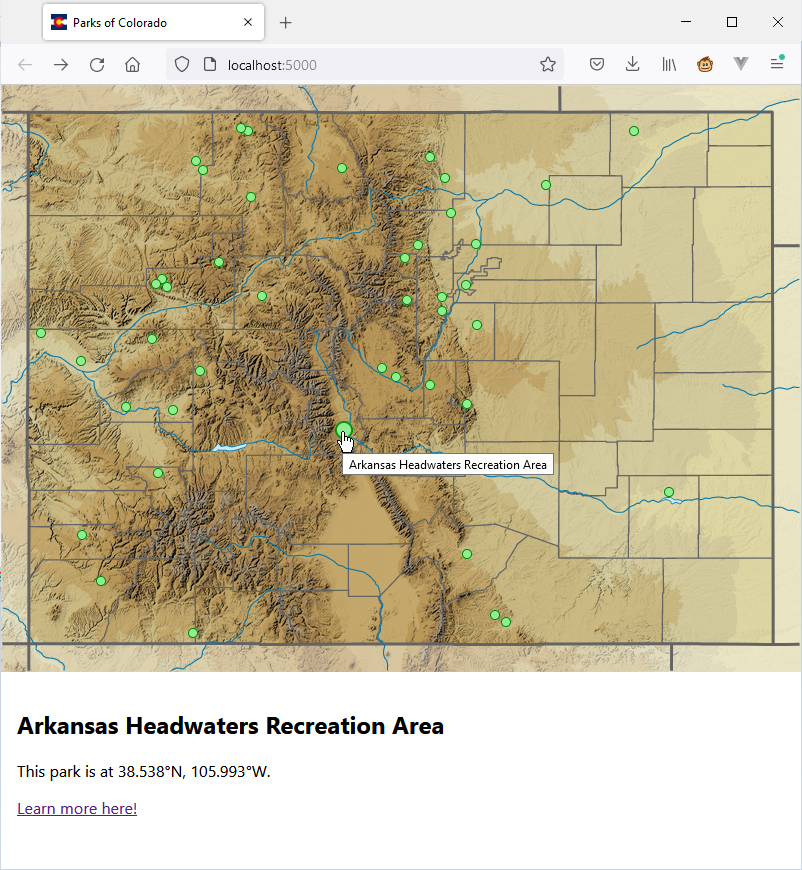 Parks of Colorado
localhost:5000
Arkansas Headwaters Recreation Area
Arkansas Headwaters Recreation Area
This park is at 38.538°N, 105.993°W.
Learn more here!